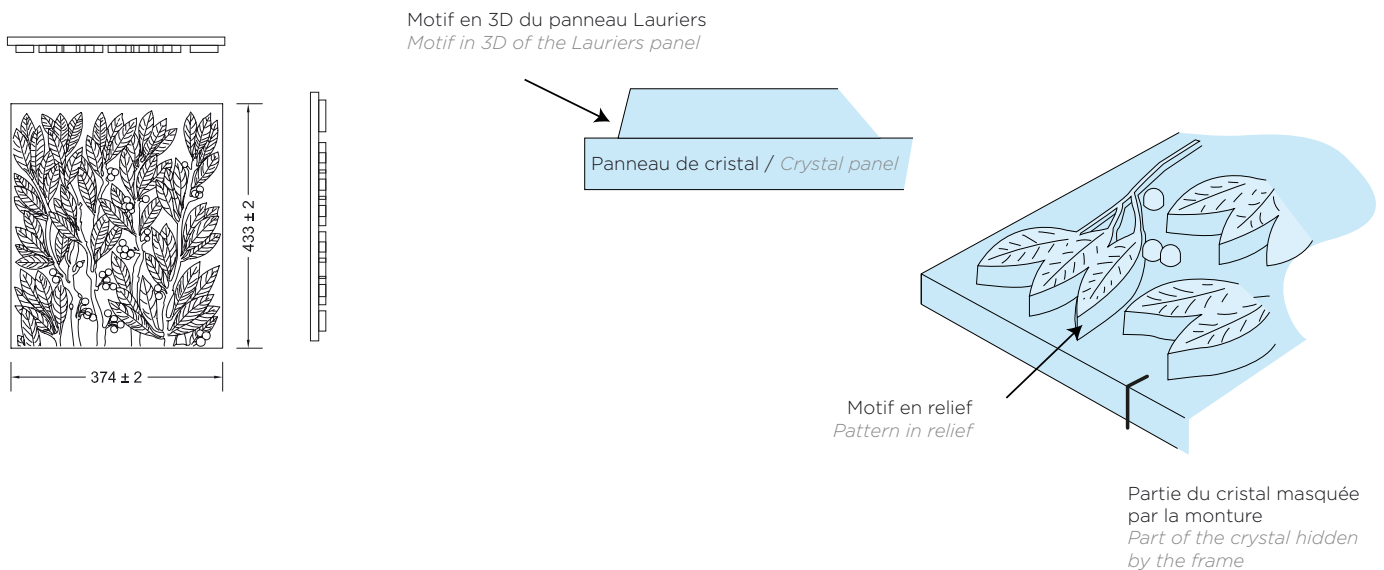 Motif en 3D du panneau Lauriers
Motif in 3D of the Lauriers panel
Panneau de cristal / Crystal panel
433 ± 2
374 ± 2
Motif en relief
Pattern in relief
Partie du cristal masquée
par la monture
Part of the crystal hidden
by the frame